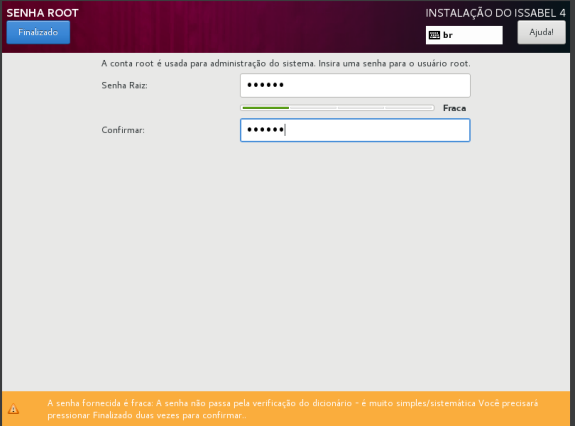 SENHA ROOT
INSTALAÇÃO DO ISSABEL 4
Finalizado
br
Ajuda!
A conta root é usada para administração do sistema. Insira uma senha para o usuário root.
Senha Raiz:
••••••
Fraca
Confirmar:
••••••
A senha fornecida é fraca: A senha não passa pela verificação do dicionário - é muito simples/sistemática Você precisará
pressionar Finalizado duas vezes para confirmar..